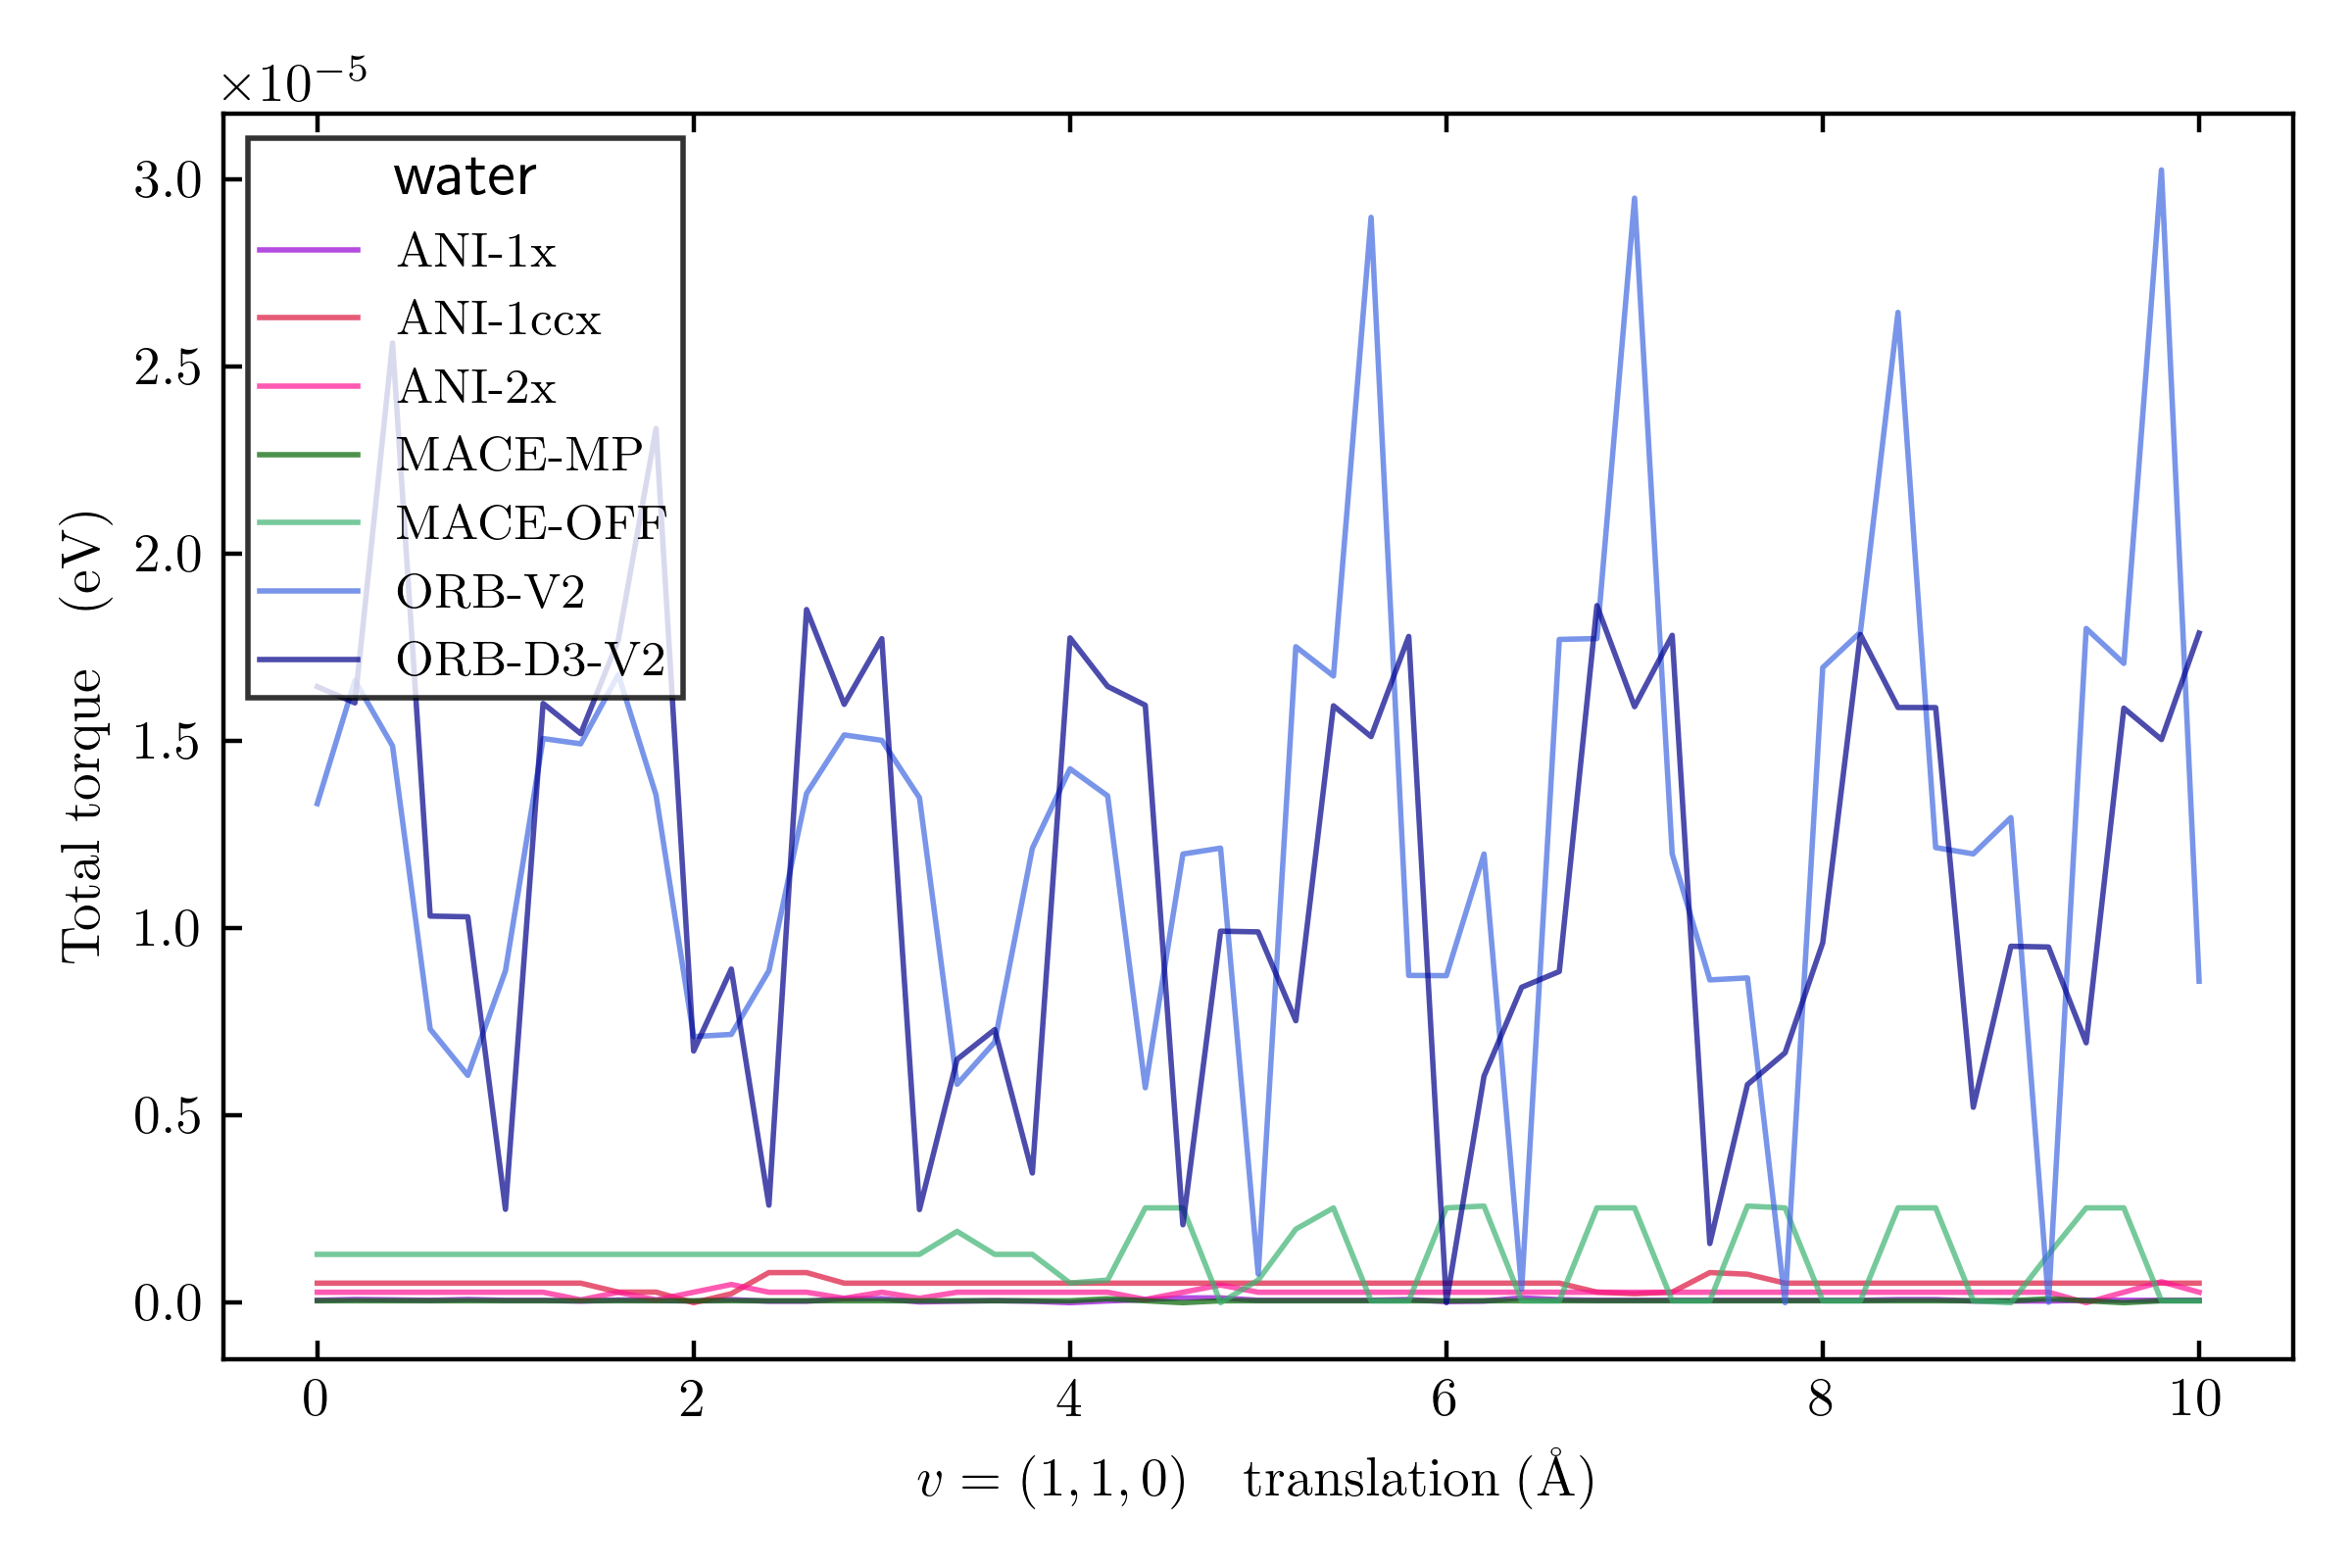 ×10⁻⁵
Total torque (eV)
3.0
2.5
2.0
1.5
1.0
0.5
0.0
water
ANI-1x
ANI-1ccx
ANI-2x
MACE-MP
MACE-OFF
ORB-V2
ORB-D3-V2
0 2 4 6 8 10
v = (1, 1, 0) translation (Å)